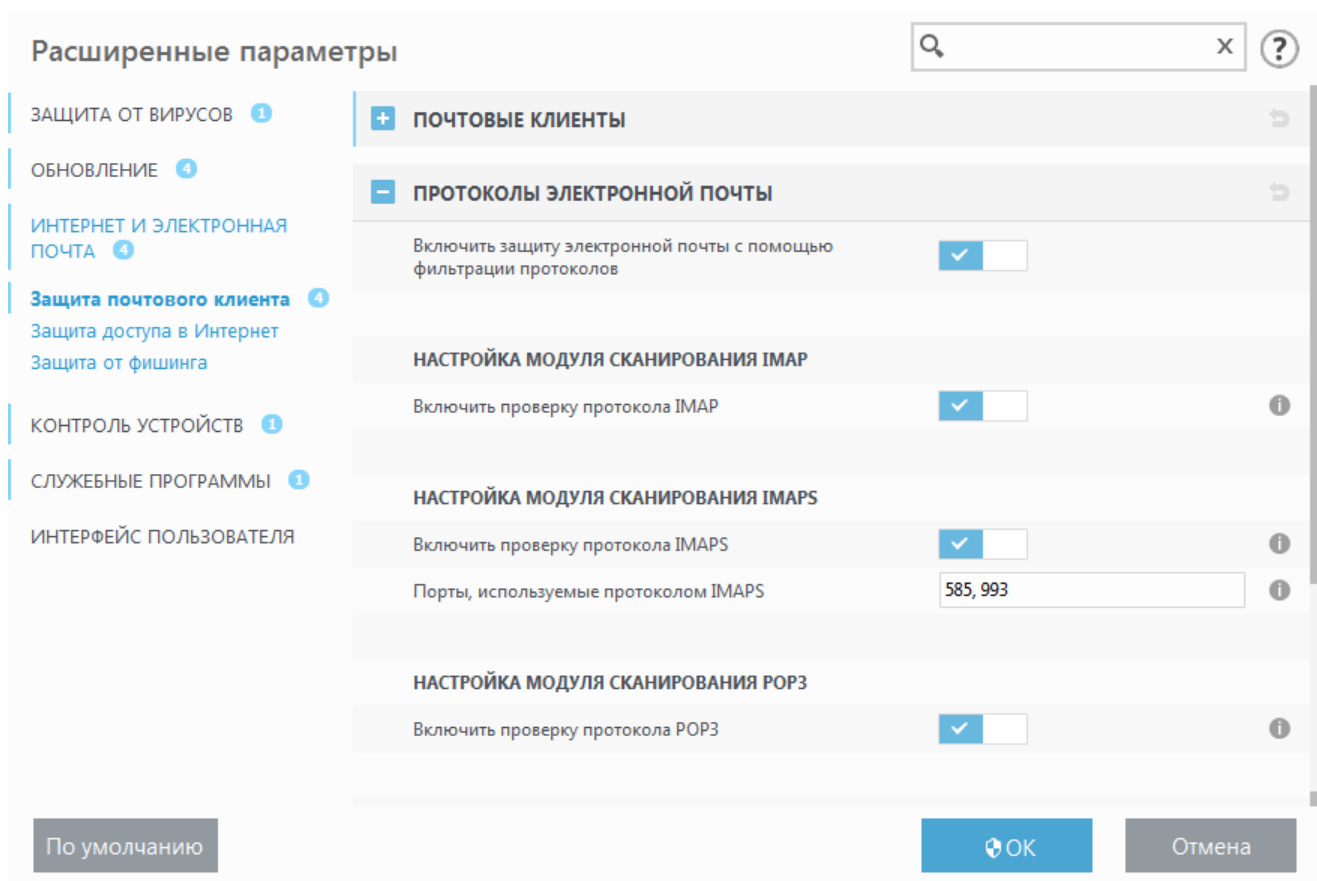 Расширенные параметры
x
?
ЗАЩИТА ОТ ВИРУСОВ 1
ОБНОВЛЕНИЕ 4
ИНТЕРНЕТ И ЭЛЕКТРОННАЯ
ПОЧТА 4
Защита почтового клиента 4
Защита доступа в Интернет
Защита от фишинга
КОНТРОЛЬ УСТРОЙСТВ 1
СЛУЖЕБНЫЕ ПРОГРАММЫ 1
ИНТЕРФЕЙС ПОЛЬЗОВАТЕЛЯ
ПОЧТОВЫЕ КЛИЕНТЫ
ПРОТОКОЛЫ ЭЛЕКТРОННОЙ ПОЧТЫ
Включить защиту электронной почты с помощью
фильтрации протоколов
НАСТРОЙКА МОДУЛЯ СКАНИРОВАНИЯ IMAP
Включить проверку протокола IMAP
НАСТРОЙКА МОДУЛЯ СКАНИРОВАНИЯ IMAPS
Включить проверку протокола IMAPS
Порты, используемые протоколом IMAPS
585, 993
НАСТРОЙКА МОДУЛЯ СКАНИРОВАНИЯ POP3
Включить проверку протокола POP3
По умолчанию
OK
Отмена